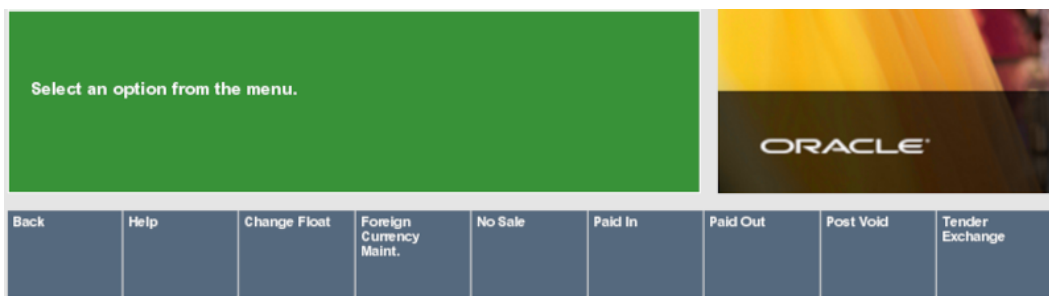 Select an option from the menu.
ORACLE
Back
Help
Change Float
Foreign
Currency
Maint.
No Sale
Paid In
Paid Out
Post Void
Tender
Exchange